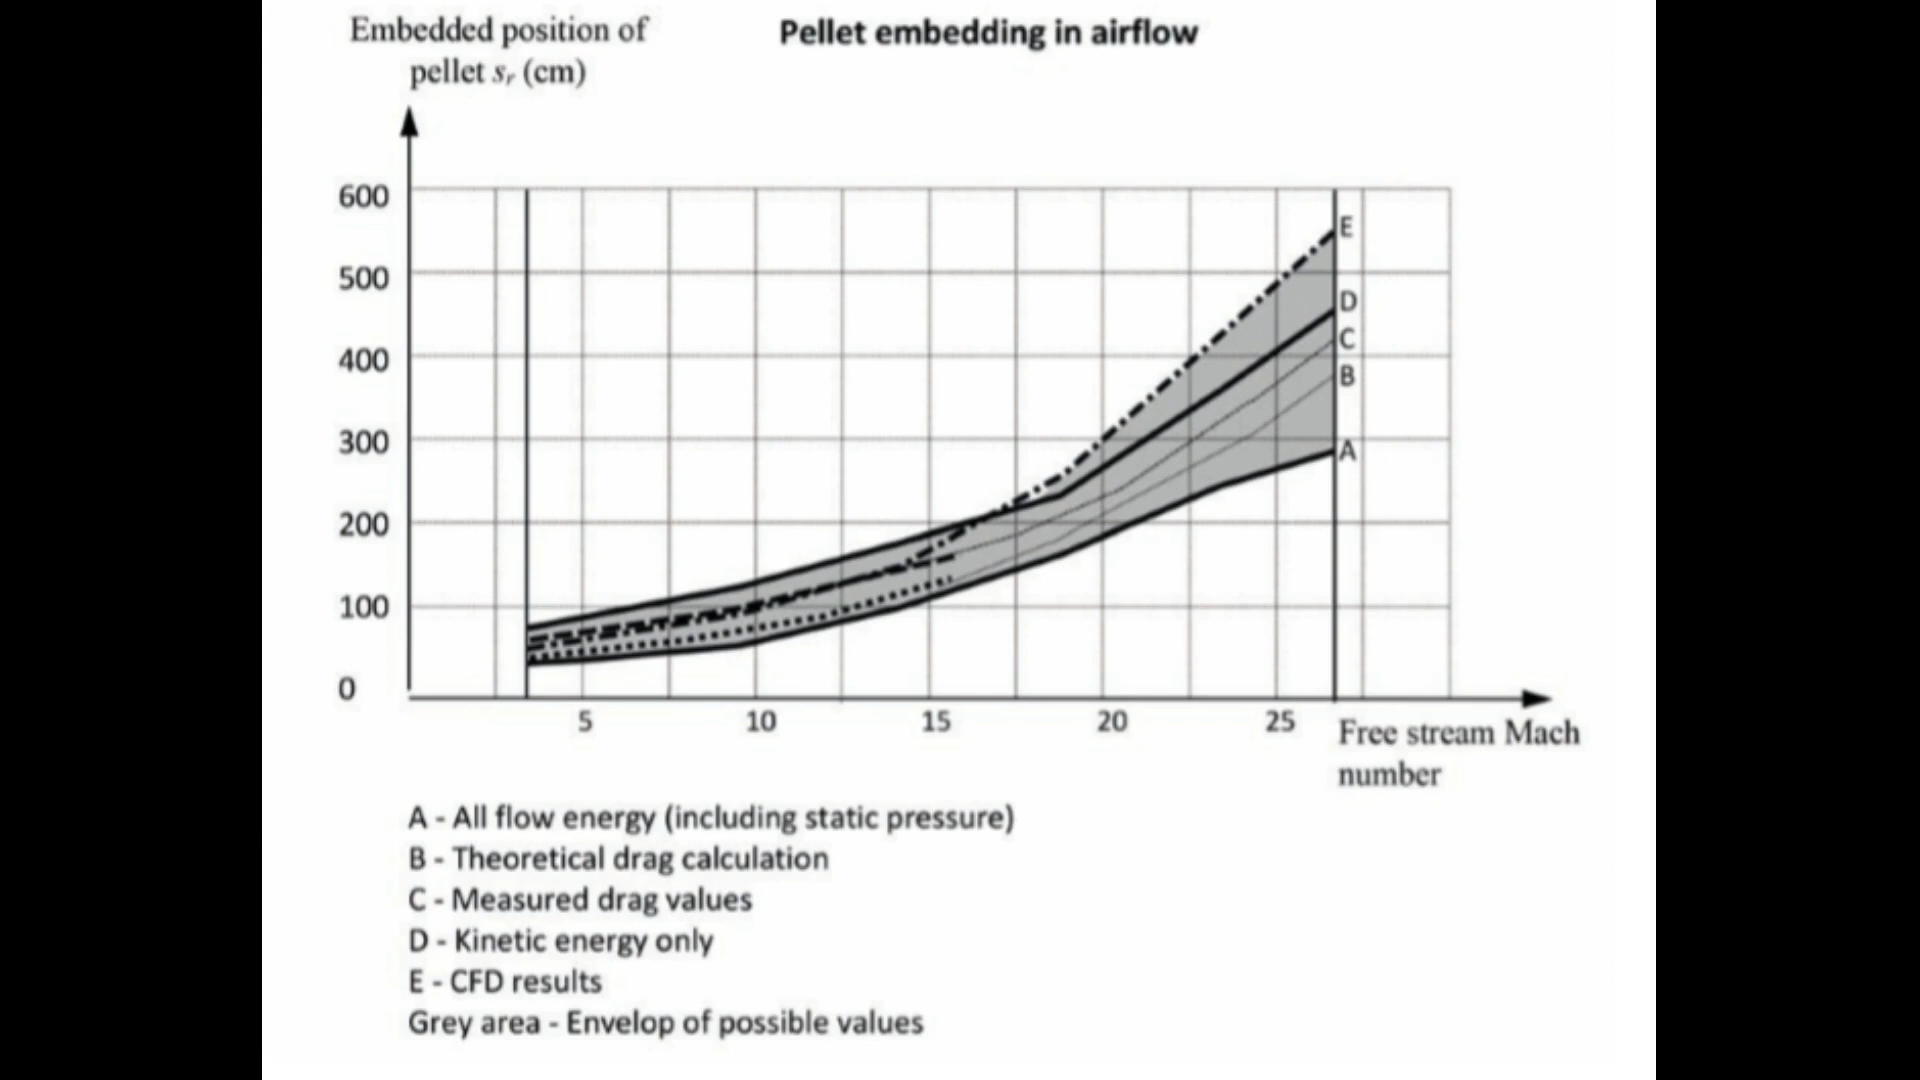 Embedded position of
pellet sr (cm)
Pellet embedding in airflow
600
500
400
300
200
100
0
E
D
C
B
A
5 10 15 20 25
Free stream Mach
number
A - All flow energy (including static pressure)
B - Theoretical drag calculation
C - Measured drag values
D - Kinetic energy only
E - CFD results
Grey area - Envelop of possible values